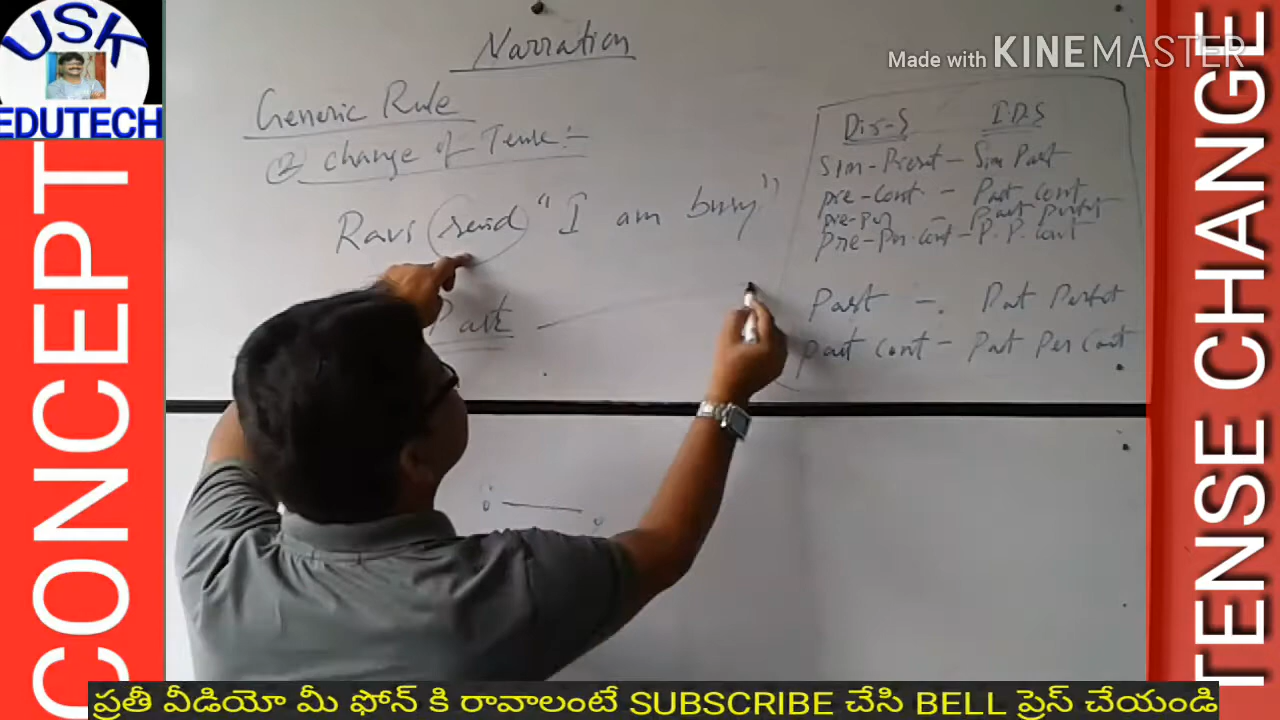 USK
EDUTECH
CONCEPT
Made with KINEMASTER
TENSE CHANGE
Narration
Generic Rule
② change of Tense :-
Ravi said "I am busy"
Past
Dir-S I.D.S
Sim-Present - Sim Past
pre-cont - Past cont
pre-per - Past Perfect
pre-per-cont - P.P. Cont
Past - Past Perfect
past cont - Past Per Cont
ప్రతీ వీడియో మీ ఫోన్ కి రావాలంటే SUBSCRIBE చేసి BELL ప్రెస్ చేయండి